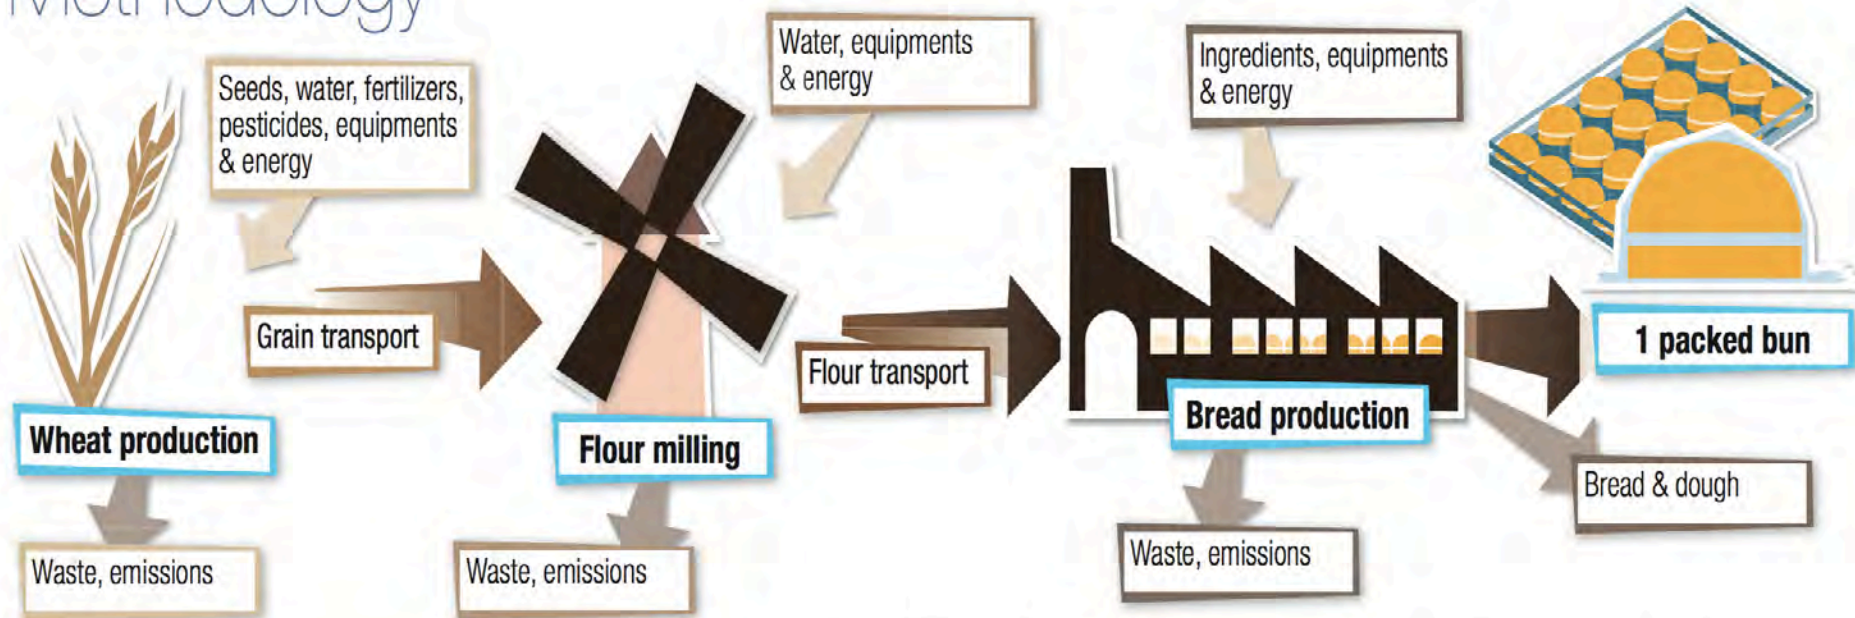 Methodology
Seeds, water, fertilizers,
pesticides, equipments
& energy
Water, equipments
& energy
Ingredients, equipments
& energy
Grain transport
Flour transport
1 packed bun
Wheat production
Flour milling
Bread production
Bread & dough
Waste, emissions
Waste, emissions
Waste, emissions